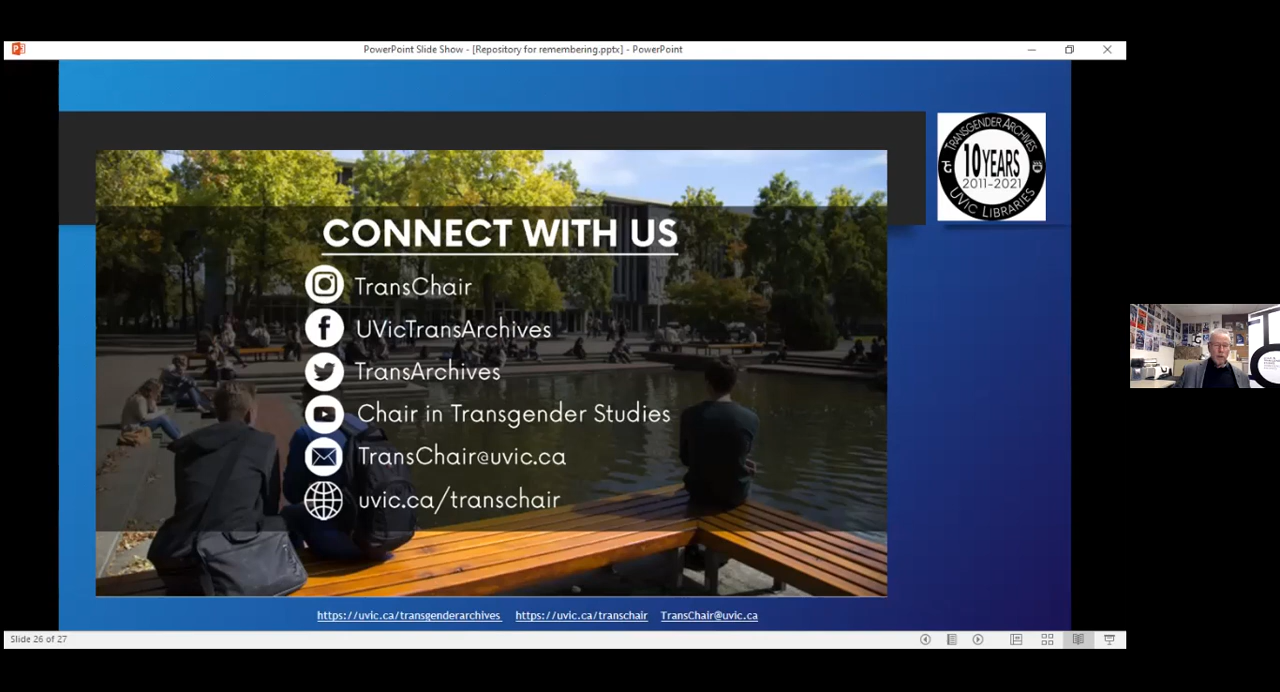 PowerPoint Slide Show - [Repository for remembering.pptx] - PowerPoint
TRANSGENDER ARCHIVES
10 YEARS
2011-2021
UVIC LIBRARIES
CONNECT WITH US
TransChair
UVicTransArchives
TransArchives
Chair in Transgender Studies
TransChair@uvic.ca
uvic.ca/transchair
https://uvic.ca/transgenderarchives https://uvic.ca/transchair TransChair@uvic.ca
Slide 26 of 27